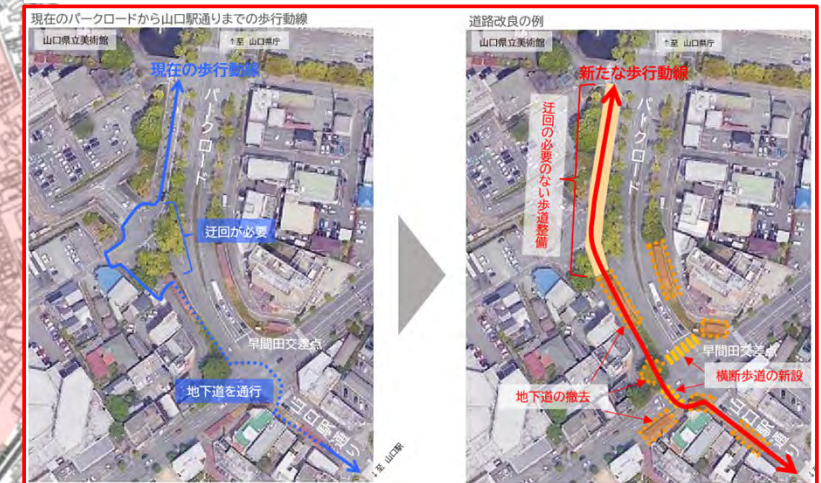 現在のパークロードから山口駅通りまでの歩行動線
山口県立美術館
↑至 山口県庁
現在の歩行動線
パークロード
迂回が必要
早間田交差点
地下道を通行
山口駅通り
↓至 山口駅
道路改良の例
山口県立美術館
↑至 山口県庁
新たな歩行動線
パークロード
迂回の必要のない歩道整備
早間田交差点
横断歩道の新設
地下道の撤去
山口駅通り
↓至 山口駅